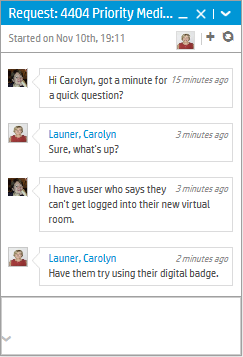 Request: 4404 Priority Medi...
Started on Nov 10th, 19:11
Hi Carolyn, got a minute for 15 minutes ago
a quick question?
Launer, Carolyn 3 minutes ago
Sure, what's up?
I have a user who says they 3 minutes ago
can't get logged into their new virtual
room.
Launer, Carolyn 2 minutes ago
Have them try using their digital badge.